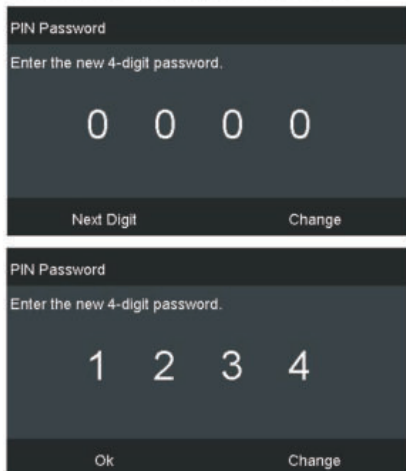 PIN Password
Enter the new 4-digit password.
0 0 0 0
Next Digit Change
PIN Password
Enter the new 4-digit password.
1 2 3 4
Ok Change